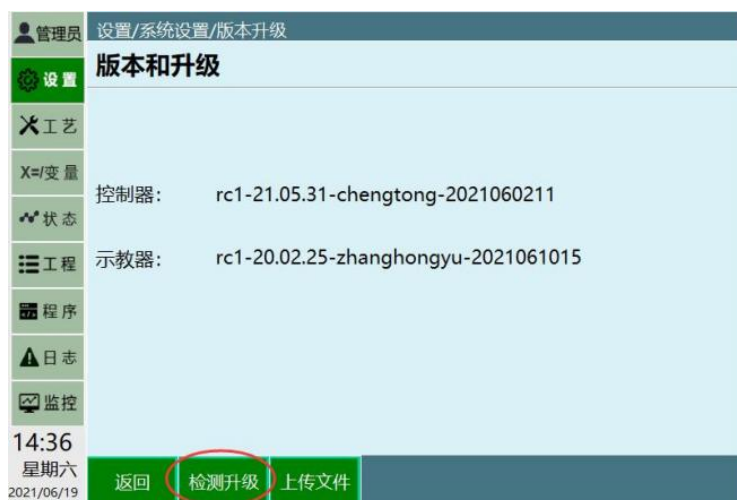 管理员
设置/系统设置/版本升级
设置
版本和升级
工艺
X=/变量
控制器： rc1-21.05.31-chengtong-2021060211
状态
工程
示教器： rc1-20.02.25-zhanghongyu-2021061015
程序
日志
监控
14:36
星期六
2021/06/19
返回
检测升级
上传文件